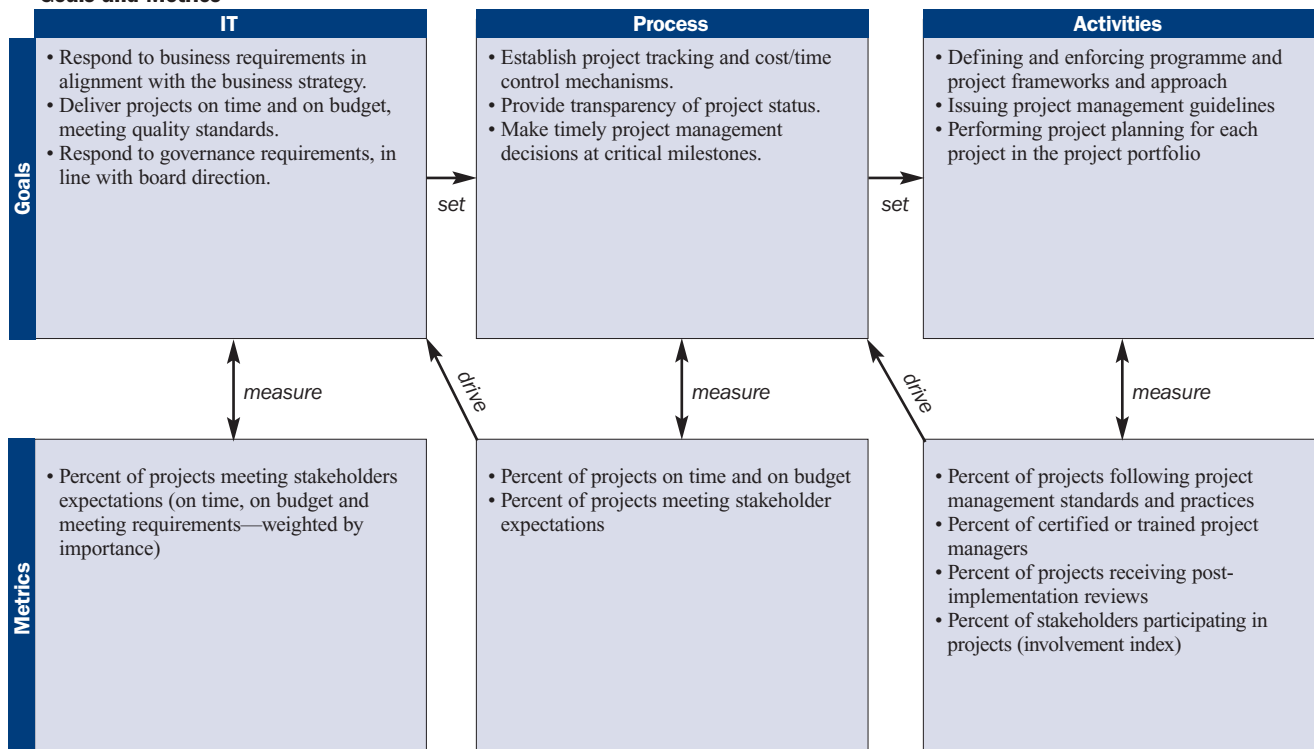 Goals and Metrics
IT
Process
Activities
Goals
• Respond to business requirements in
alignment with the business strategy.
• Deliver projects on time and on budget,
meeting quality standards.
• Respond to governance requirements, in
line with board direction.
set
• Establish project tracking and cost/time
control mechanisms.
• Provide transparency of project status.
• Make timely project management
decisions at critical milestones.
set
• Defining and enforcing programme and
project frameworks and approach
• Issuing project management guidelines
• Performing project planning for each
project in the project portfolio
measure
drive
measure
drive
measure
Metrics
• Percent of projects meeting stakeholders
expectations (on time, on budget and
meeting requirements—weighted by
importance)
• Percent of projects on time and on budget
• Percent of projects meeting stakeholder
expectations
• Percent of projects following project
management standards and practices
• Percent of certified or trained project
managers
• Percent of projects receiving post-
implementation reviews
• Percent of stakeholders participating in
projects (involvement index)